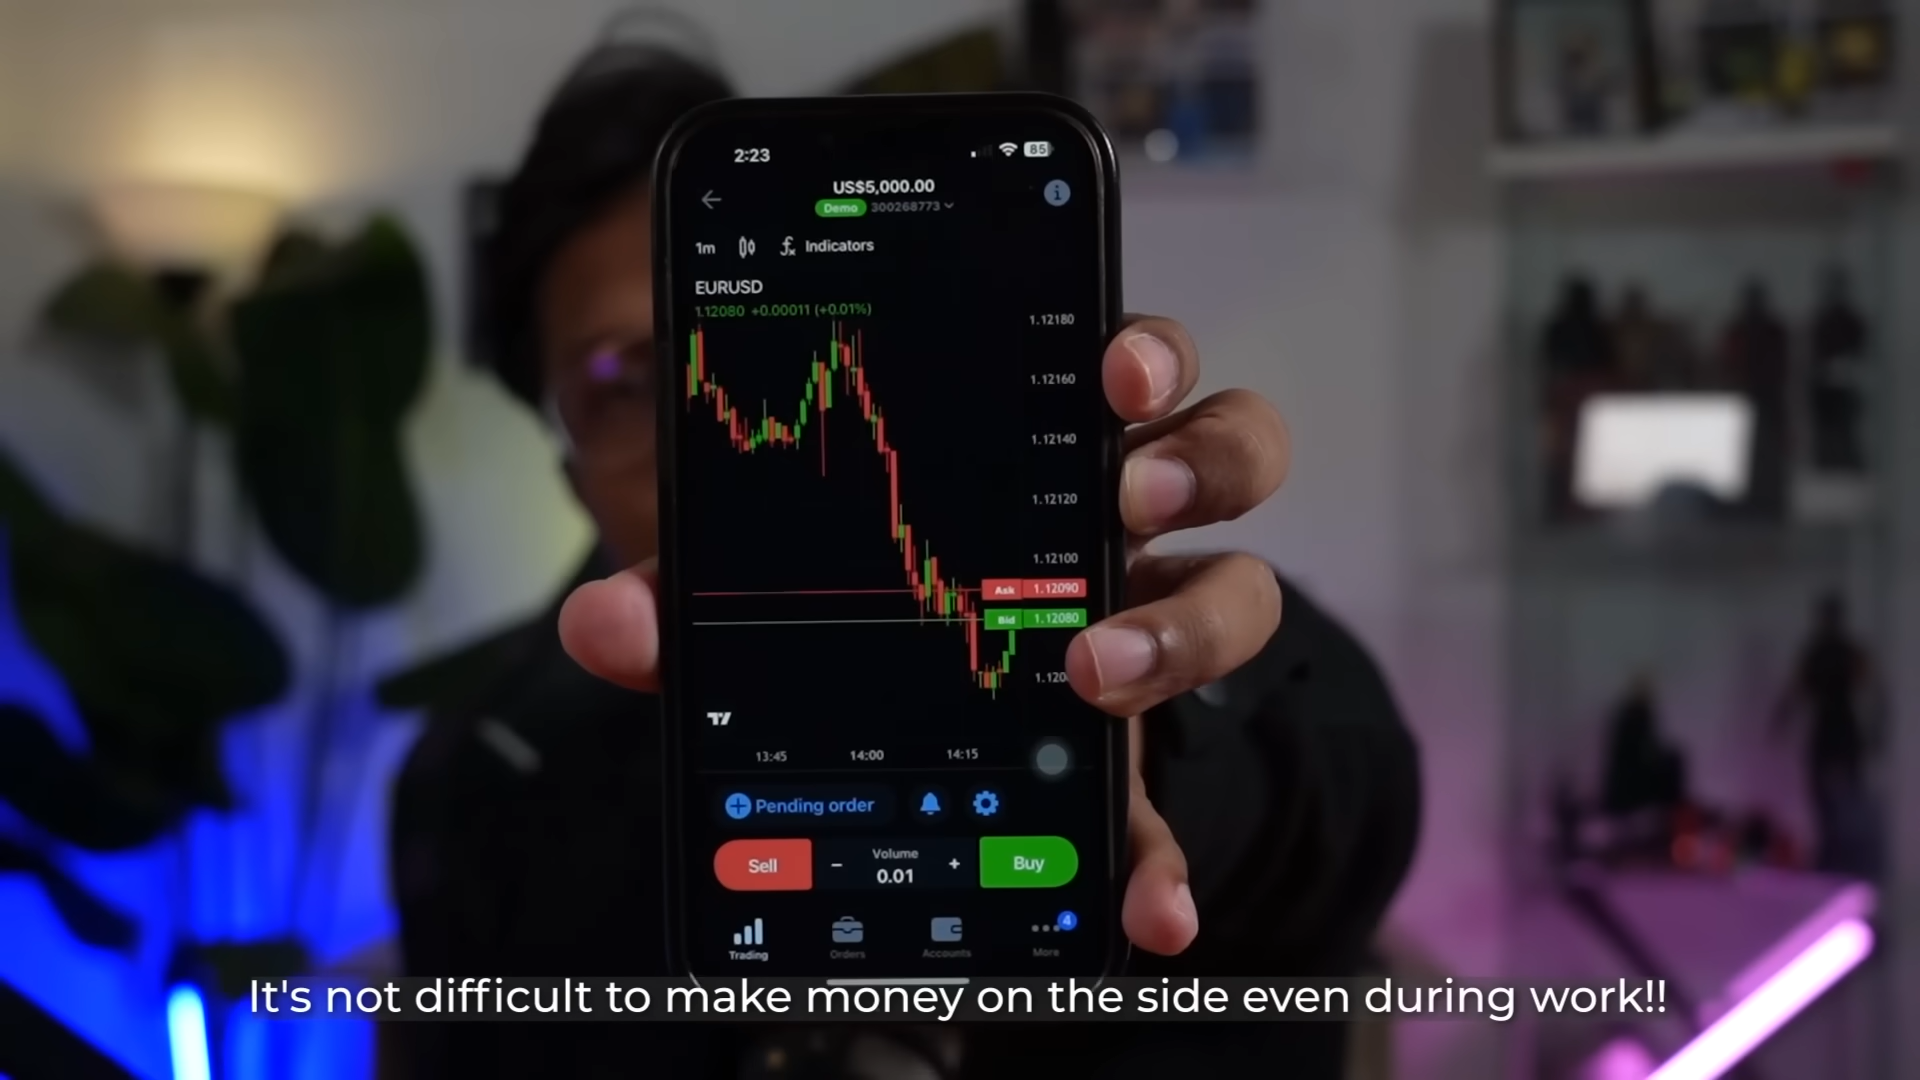 2:23
85
US$5,000.00
Demo 300268773
1m Indicators
EURUSD
1.12080 +0.00011 (+0.01%)
1.12180
1.12160
1.12140
1.12120
1.12100
Ask 1.12090
Bid 1.12080
1.120
13:45 14:00 14:15
Pending order
Sell
Volume
0.01
Buy
4
Trading Orders Accounts More
It's not difficult to make money on the side even during work!!